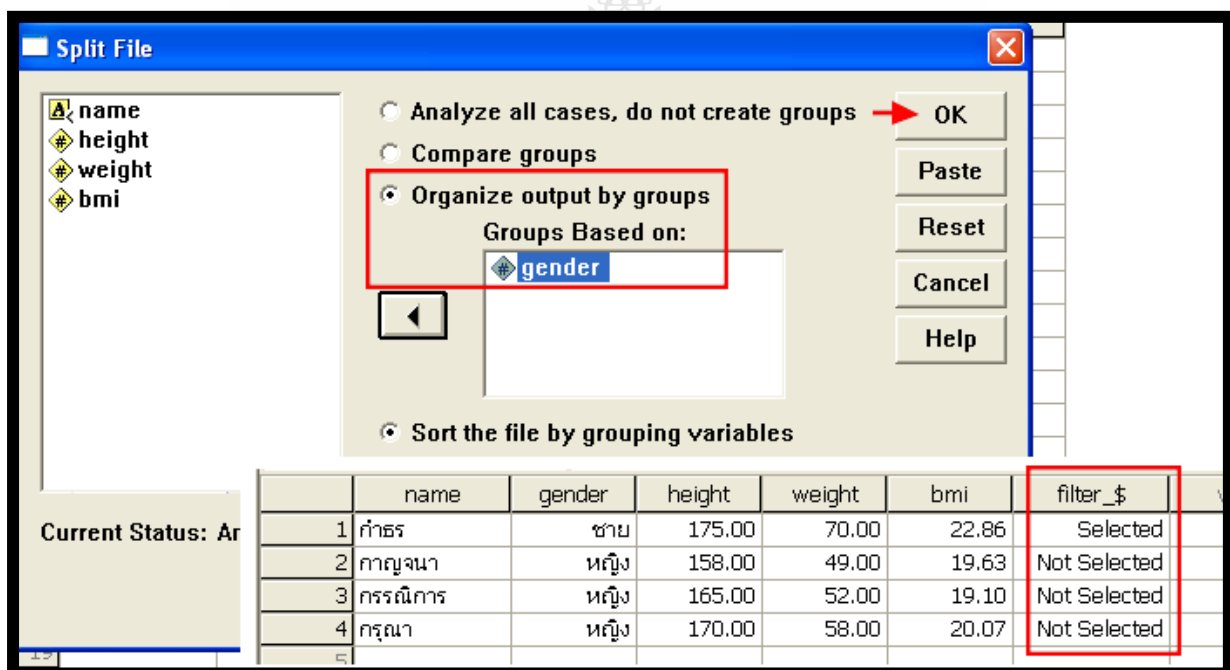 Split File
name
height
weight
bmi
Analyze all cases, do not create groups
Compare groups
Organize output by groups
Groups Based on:
gender
Sort the file by grouping variables
OK
Paste
Reset
Cancel
Help
Current Status: Ar
name gender height weight bmi filter_$
1 กำธร ชาย 175.00 70.00 22.86 Selected
2 กาญจนา หญิง 158.00 49.00 19.63 Not Selected
3 กรรณิการ หญิง 165.00 52.00 19.10 Not Selected
4 กรุณา หญิง 170.00 58.00 20.07 Not Selected
19